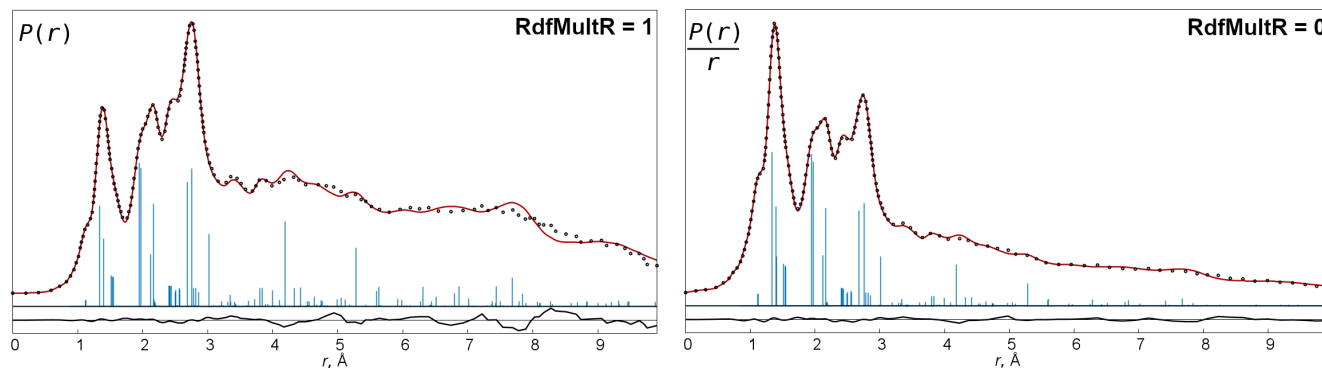 P(r)
RdfMultR = 1
0 1 2 3 4 5 6 7 8 9
r, Å
P(r)
r
RdfMultR = 0
0 1 2 3 4 5 6 7 8 9
r, Å